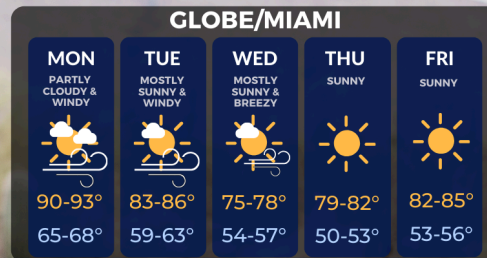 GLOBE/MIAMI
MON
PARTLY
CLOUDY &
WINDY
90-93°
65-68°
TUE
MOSTLY
SUNNY &
WINDY
83-86°
59-63°
WED
MOSTLY
SUNNY &
BREEZY
75-78°
54-57°
THU
SUNNY
79-82°
50-53°
FRI
SUNNY
82-85°
53-56°